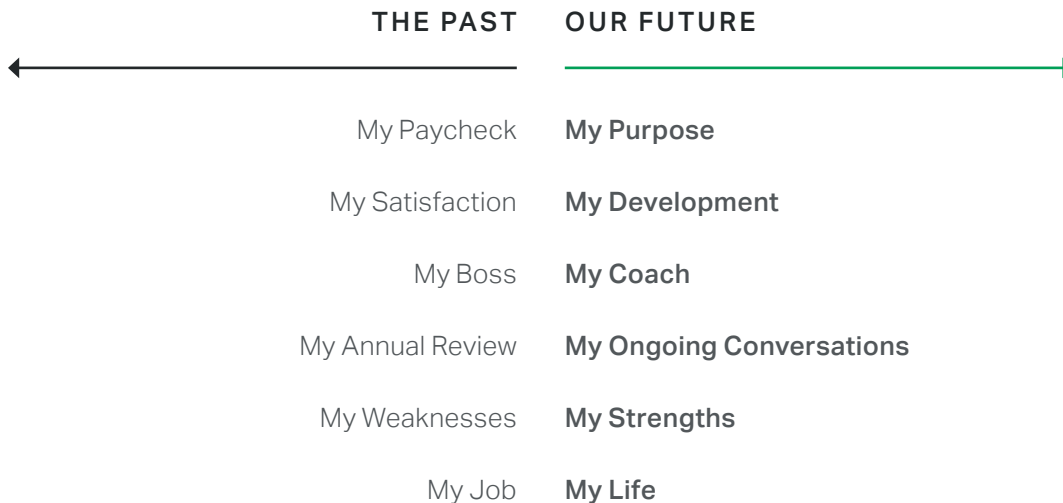 THE PAST OUR FUTURE
My Paycheck My Purpose
My Satisfaction My Development
My Boss My Coach
My Annual Review My Ongoing Conversations
My Weaknesses My Strengths
My Job My Life